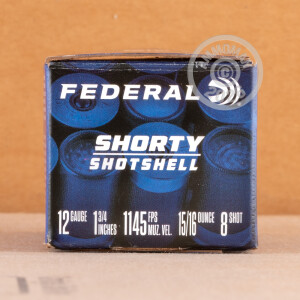 FEDERAL
SHORTY
SHOTSHELL
12 GAUGE 1 3/4 INCHES 1145 FPS MUZ. VEL. 15/16 OUNCE 8 SHOT